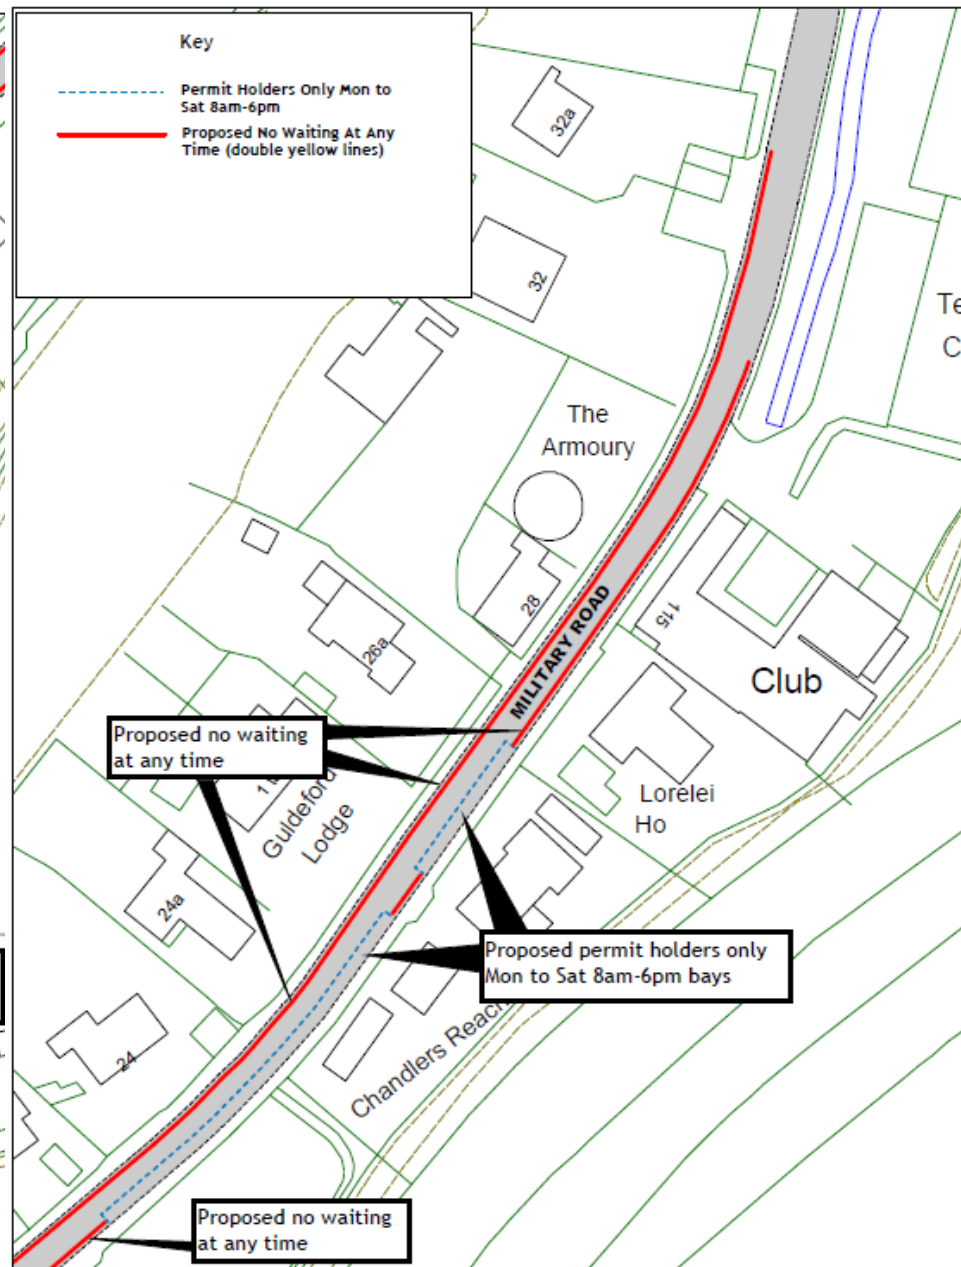 Key
Permit Holders Only Mon to
Sat 8am-6pm
Proposed No Waiting At Any
Time (double yellow lines)
32a
32
The
Armoury
28
MILITARY ROAD
115
Club
26a
Proposed no waiting
at any time
Guldeford
Lodge
Lorelei
Ho
24a
Proposed permit holders only
Mon to Sat 8am-6pm bays
Chandlers Reach
24
Proposed no waiting
at any time